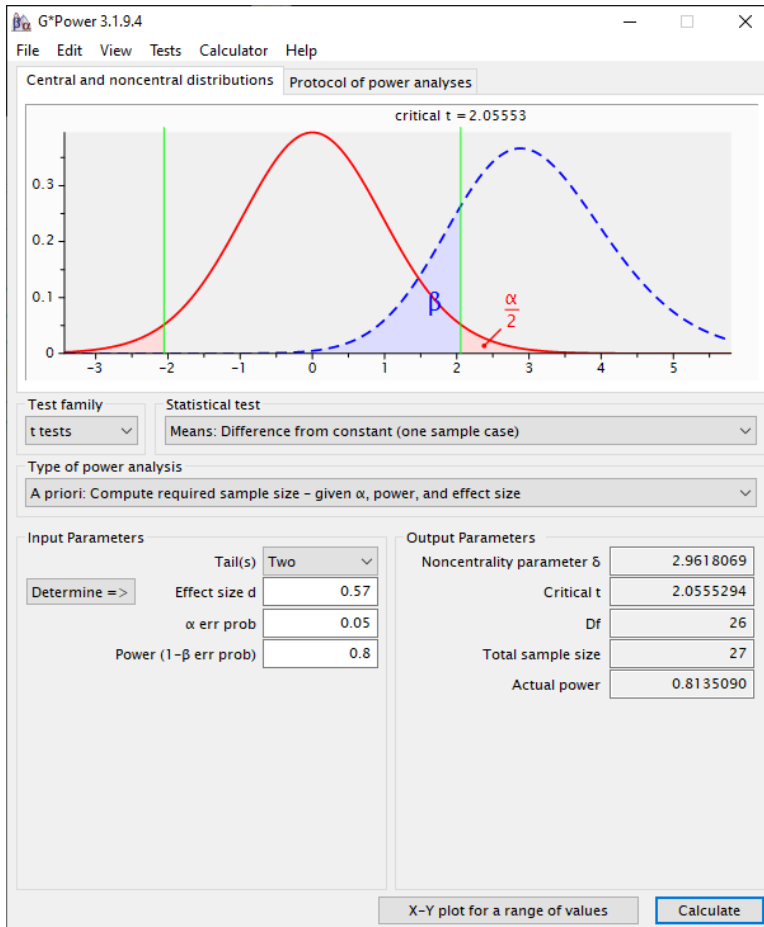 G*Power 3.1.9.4
File Edit View Tests Calculator Help
Central and noncentral distributions Protocol of power analyses
critical t = 2.05553
0.3
0.2
0.1
0
β
α
2
-3 -2 -1 0 1 2 3 4 5
Test family Statistical test
t tests Means: Difference from constant (one sample case)
Type of power analysis
A priori: Compute required sample size - given α, power, and effect size
Input Parameters Output Parameters
Tail(s) Two Noncentrality parameter δ 2.9618069
Determine => Effect size d 0.57 Critical t 2.0555294
α err prob 0.05 Df 26
Power (1-β err prob) 0.8 Total sample size 27
Actual power 0.8135090
X-Y plot for a range of values Calculate